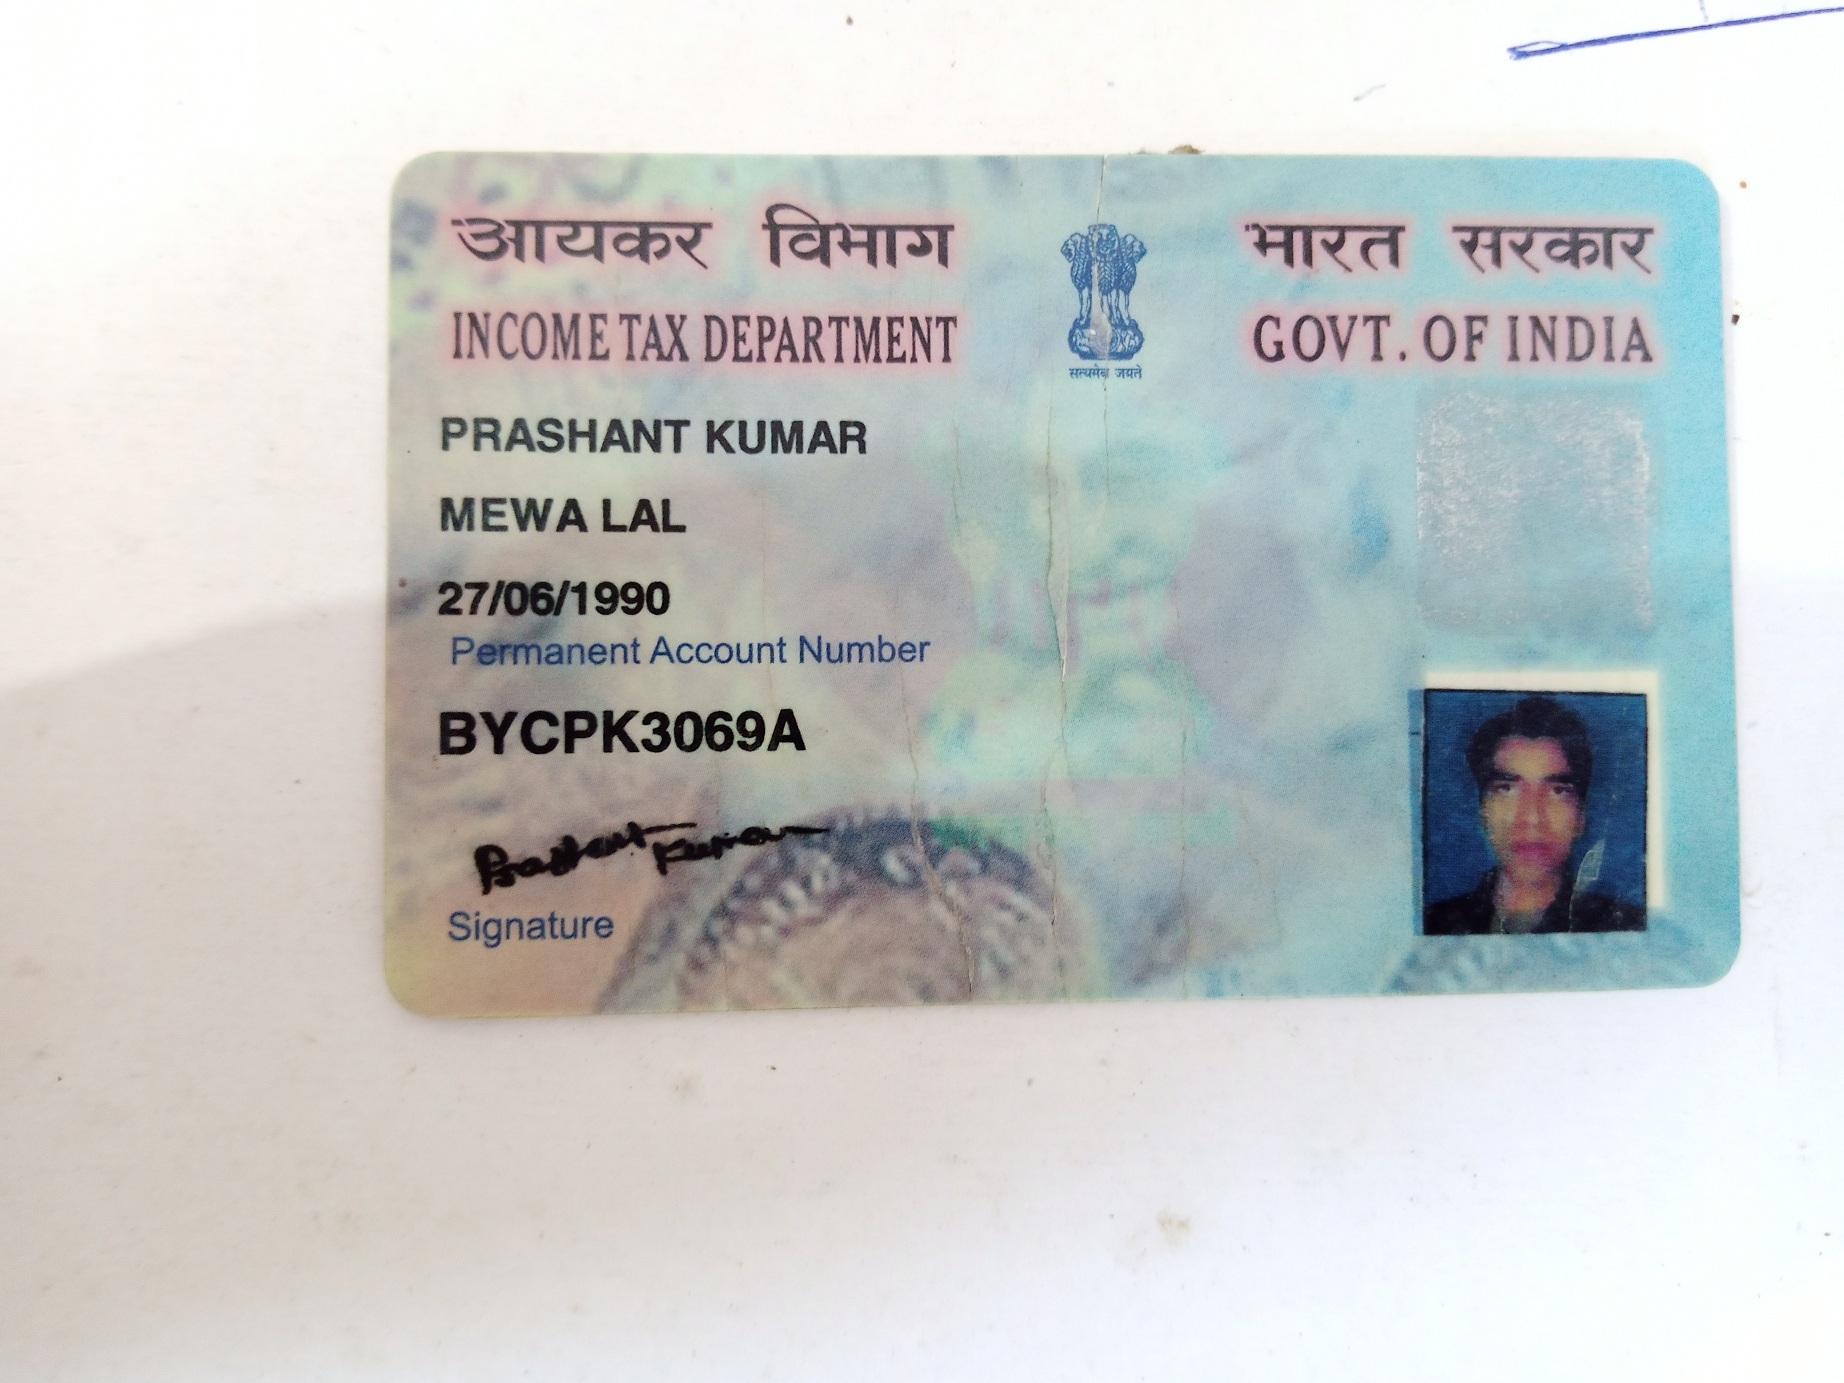 आयकर विभाग
INCOME TAX DEPARTMENT
सत्यमेव जयते
भारत सरकार
GOVT. OF INDIA
PRASHANT KUMAR
MEWA LAL
27/06/1990
Permanent Account Number
BYCPK3069A
Prashant Kumar
Signature